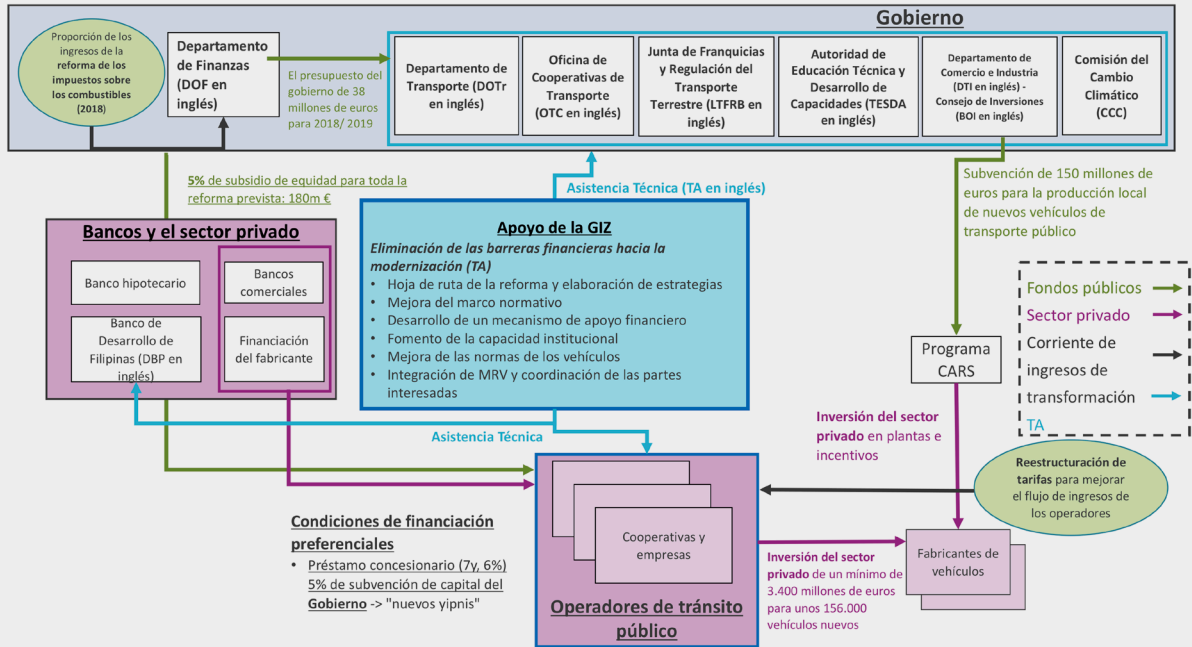 Gobierno
Proporción de los
ingresos de la
reforma de los
impuestos sobre
los combustibles
(2018)
Departamento
de Finanzas
(DOF en
inglés)
El presupuesto del
gobierno de 38
millones de euros
para 2018/ 2019
Departamento de
Transporte (DOTr
en inglés)
Oficina de
Cooperativas de
Transporte
(OTC en inglés)
Junta de Franquicias
y Regulación del
Transporte
Terrestre (LTFRB en
inglés)
Autoridad de
Educación Técnica y
Desarrollo de
Capacidades (TESDA
en inglés)
Departamento de
Comercio e Industria
(DTI en inglés) -
Consejo de Inversiones
(BOI en inglés)
Comisión del
Cambio
Climático
(CCC)
5% de subsidio de equidad para toda la
reforma prevista: 180m €
Asistencia Técnica (TA en inglés)
Subvención de 150 millones de
euros para la producción local
de nuevos vehículos de
transporte público
Bancos y el sector privado
Banco hipotecario
Bancos
comerciales
Banco de
Desarrollo de
Filipinas (DBP en
inglés)
Financiación
del fabricante
Apoyo de la GIZ
Eliminación de las barreras financieras hacia la
modernización (TA)
• Hoja de ruta de la reforma y elaboración de estrategias
• Mejora del marco normativo
• Desarrollo de un mecanismo de apoyo financiero
• Fomento de la capacidad institucional
• Mejora de las normas de los vehículos
• Integración de MRV y coordinación de las partes
interesadas
Fondos públicos
Sector privado
Corriente de
ingresos de
transformación
TA
Programa
CARS
Asistencia Técnica
Inversión del sector
privado en plantas e
incentivos
Reestructuración de
tarifas para mejorar
el flujo de ingresos de
los operadores
Condiciones de financiación
preferenciales
• Préstamo concesionario (7y, 6%)
5% de subvención de capital del
Gobierno -> "nuevos yipnis"
Cooperativas y
empresas
Operadores de tránsito
público
Inversión del sector
privado de un mínimo de
3.400 millones de euros
para unos 156.000
vehículos nuevos
Fabricantes de
vehículos